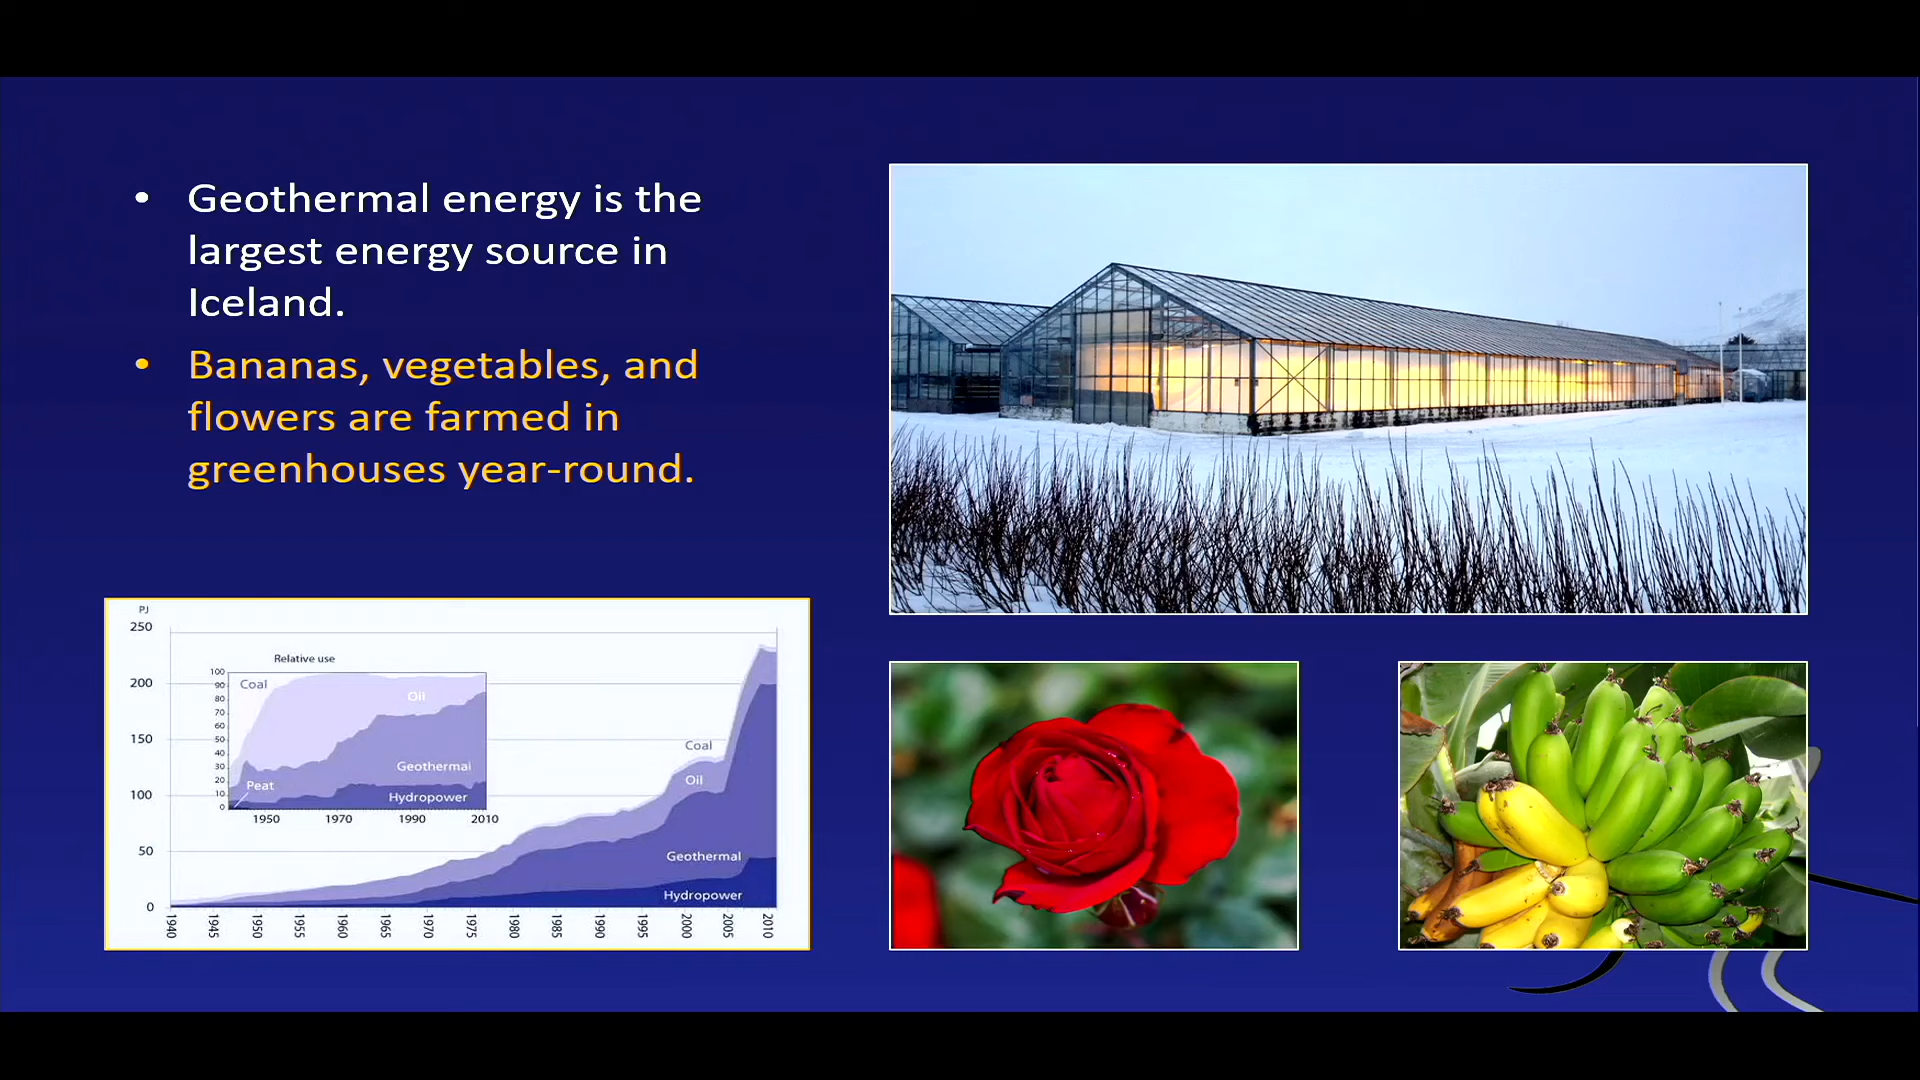 • Geothermal energy is the
largest energy source in
Iceland.
• Bananas, vegetables, and
flowers are farmed in
greenhouses year-round.
PJ
250
200
150
100
50
0
Relative use
100
90
80
70
60
50
40
30
20
10
0
Coal
Oil
Geothermal
Peat
Hydropower
1950 1970 1990 2010
Coal
Oil
Geothermal
Hydropower
1940 1945 1950 1955 1960 1965 1970 1975 1980 1985 1990 1995 2000 2005 2010